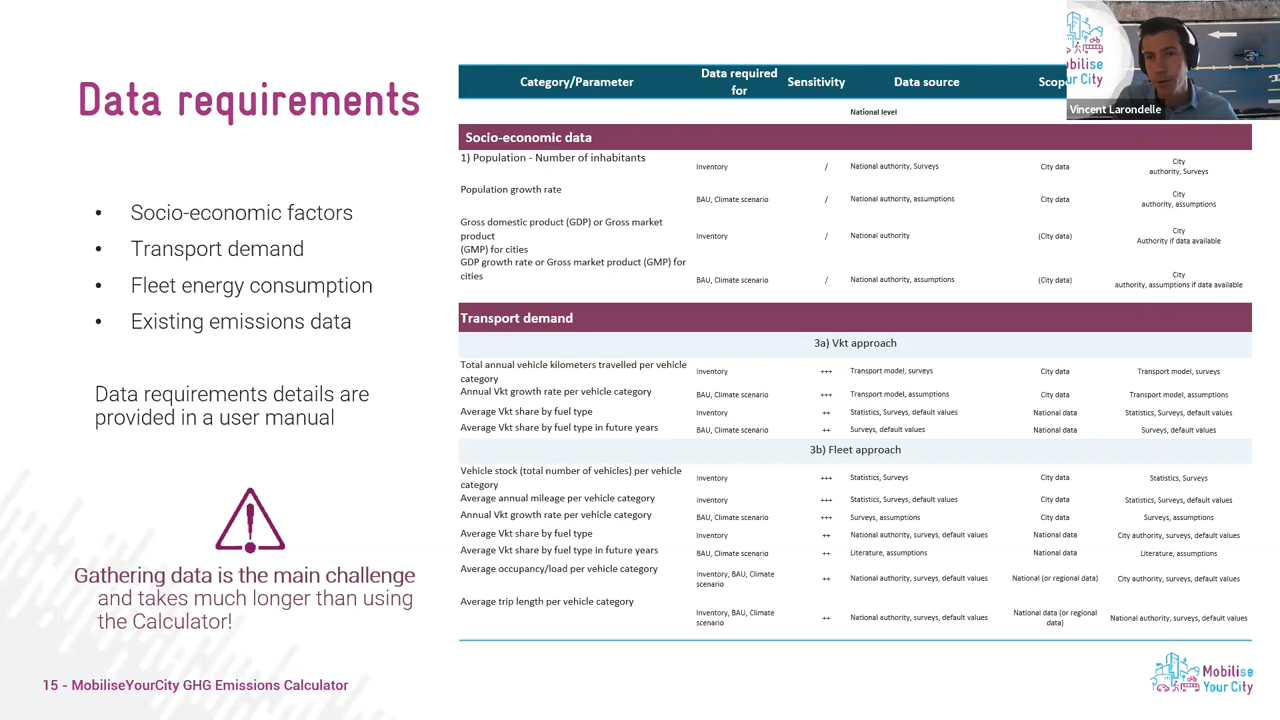 Data requirements
• Socio-economic factors
• Transport demand
• Fleet energy consumption
• Existing emissions data
Data requirements details are
provided in a user manual
Gathering data is the main challenge
and takes much longer than using
the Calculator!
15 - MobiliseYourCity GHG Emissions Calculator
Category/Parameter Data required for Sensitivity Data source Scop
National level
Socio-economic data
1) Population - Number of inhabitants Inventory / National authority, Surveys City data City authority, Surveys
Population growth rate BAU, Climate scenario / National authority, assumptions City data City authority, assumptions
Gross domestic product (GDP) or Gross market product (GMP) for cities Inventory / National authority (City data) City Authority if data available
GDP growth rate or Gross market product (GMP) for cities BAU, Climate scenario / National authority, assumptions (City data) City authority, assumptions if data available
Transport demand
3a) Vkt approach
Total annual vehicle kilometers travelled per vehicle category Inventory +++ Transport model, surveys City data Transport model, surveys
Annual Vkt growth rate per vehicle category BAU, Climate scenario +++ Transport model, assumptions City data Transport model, assumptions
Average Vkt share by fuel type Inventory ++ Statistics, Surveys, default values National data Statistics, Surveys, default values
Average Vkt share by fuel type in future years BAU, Climate scenario ++ Surveys, default values National data Surveys, default values
3b) Fleet approach
Vehicle stock (total number of vehicles) per vehicle category Inventory +++ Statistics, Surveys City data Statistics, Surveys
Average annual mileage per vehicle category Inventory +++ Statistics, Surveys, default values City data Statistics, Surveys, default values
Annual Vkt growth rate per vehicle category BAU, Climate scenario +++ Surveys, assumptions City data Surveys, assumptions
Average Vkt share by fuel type Inventory ++ National authority, surveys, default values National data City authority, surveys, default values
Average Vkt share by fuel type in future years BAU, Climate scenario ++ Literature, assumptions National data Literature, assumptions
Average occupancy/load per vehicle category Inventory, BAU, Climate scenario ++ National authority, surveys, default values National (or regional data) City authority, surveys, default values
Average trip length per vehicle category Inventory, BAU, Climate scenario ++ National authority, surveys, default values National data (or regional data) National authority, surveys, default values
obilise
our City
Vincent Larondelle
Mobilise
Your City